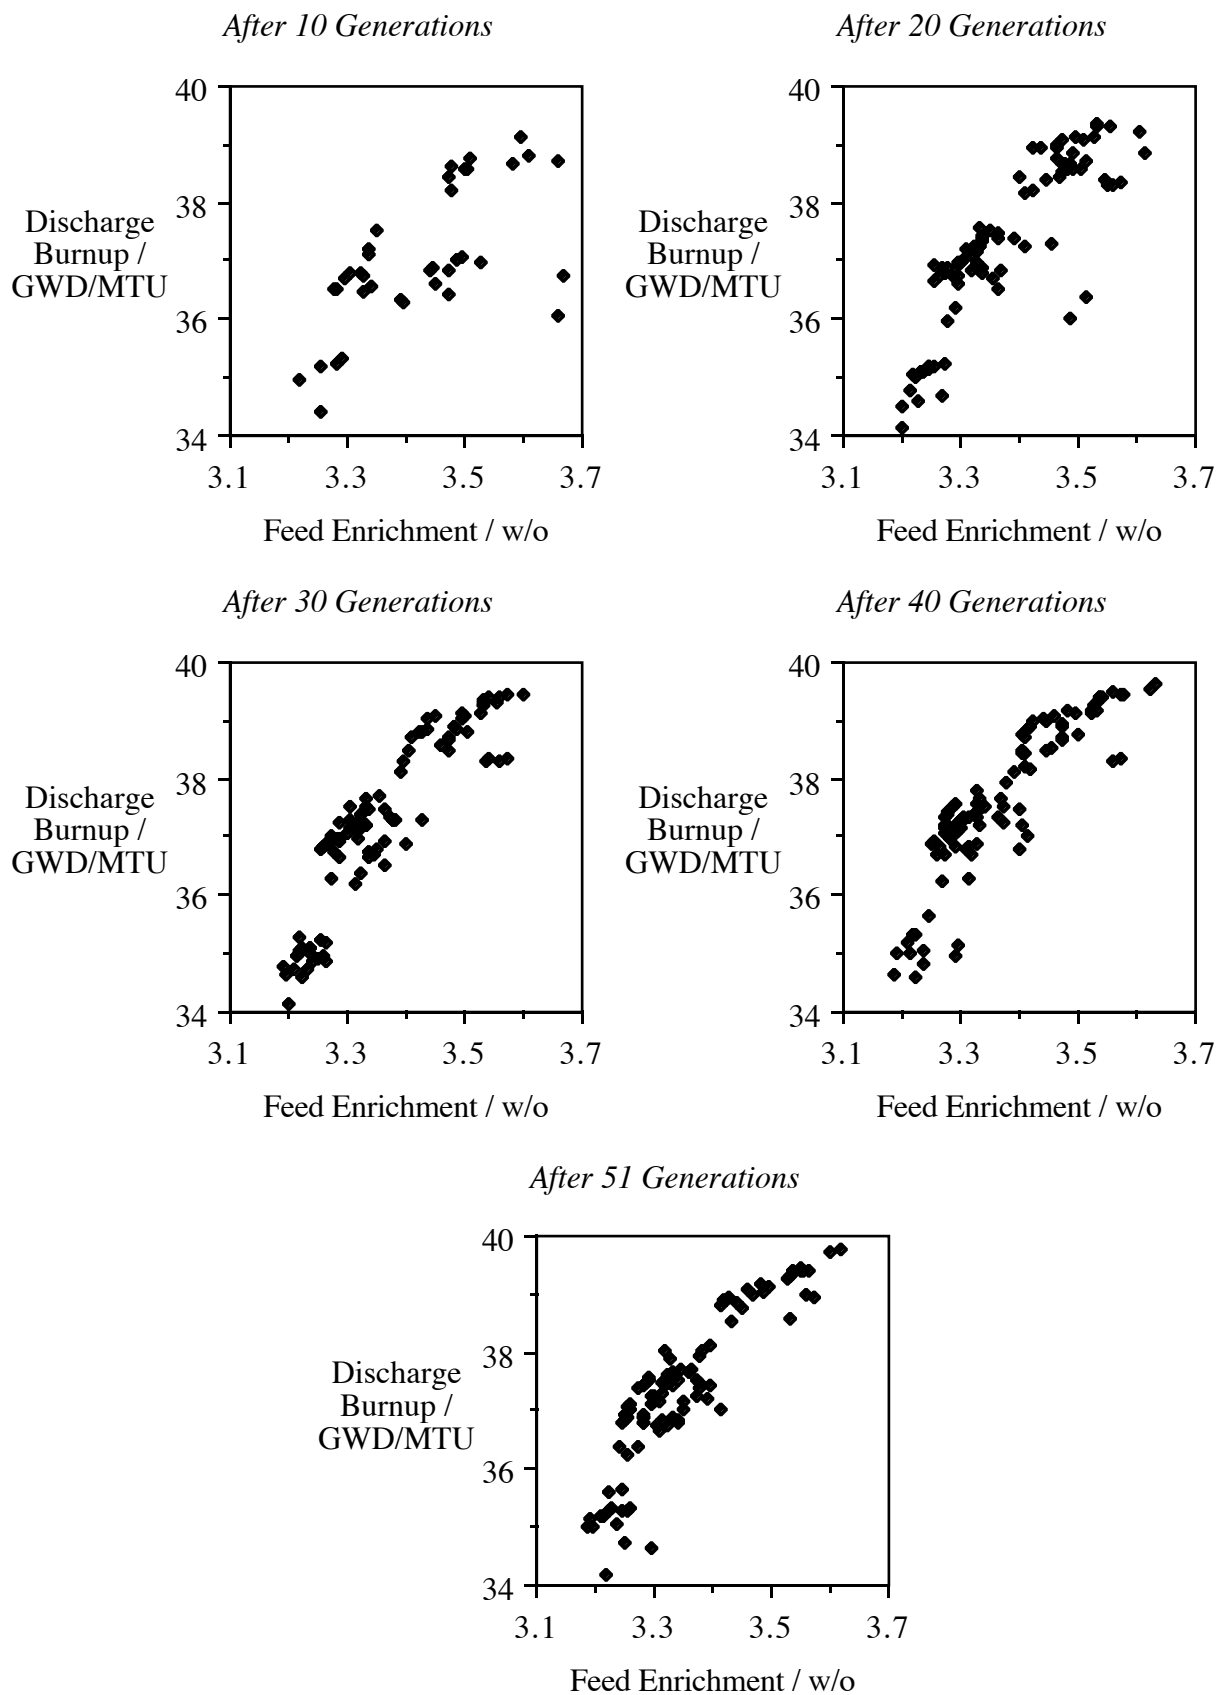 After 10 Generations
40
38
36
34
Discharge
Burnup /
GWD/MTU
3.1 3.3 3.5 3.7
Feed Enrichment / w/o
After 20 Generations
40
38
36
34
Discharge
Burnup /
GWD/MTU
3.1 3.3 3.5 3.7
Feed Enrichment / w/o
After 30 Generations
40
38
36
34
Discharge
Burnup /
GWD/MTU
3.1 3.3 3.5 3.7
Feed Enrichment / w/o
After 40 Generations
40
38
36
34
Discharge
Burnup /
GWD/MTU
3.1 3.3 3.5 3.7
Feed Enrichment / w/o
After 51 Generations
40
38
36
34
Discharge
Burnup /
GWD/MTU
3.1 3.3 3.5 3.7
Feed Enrichment / w/o